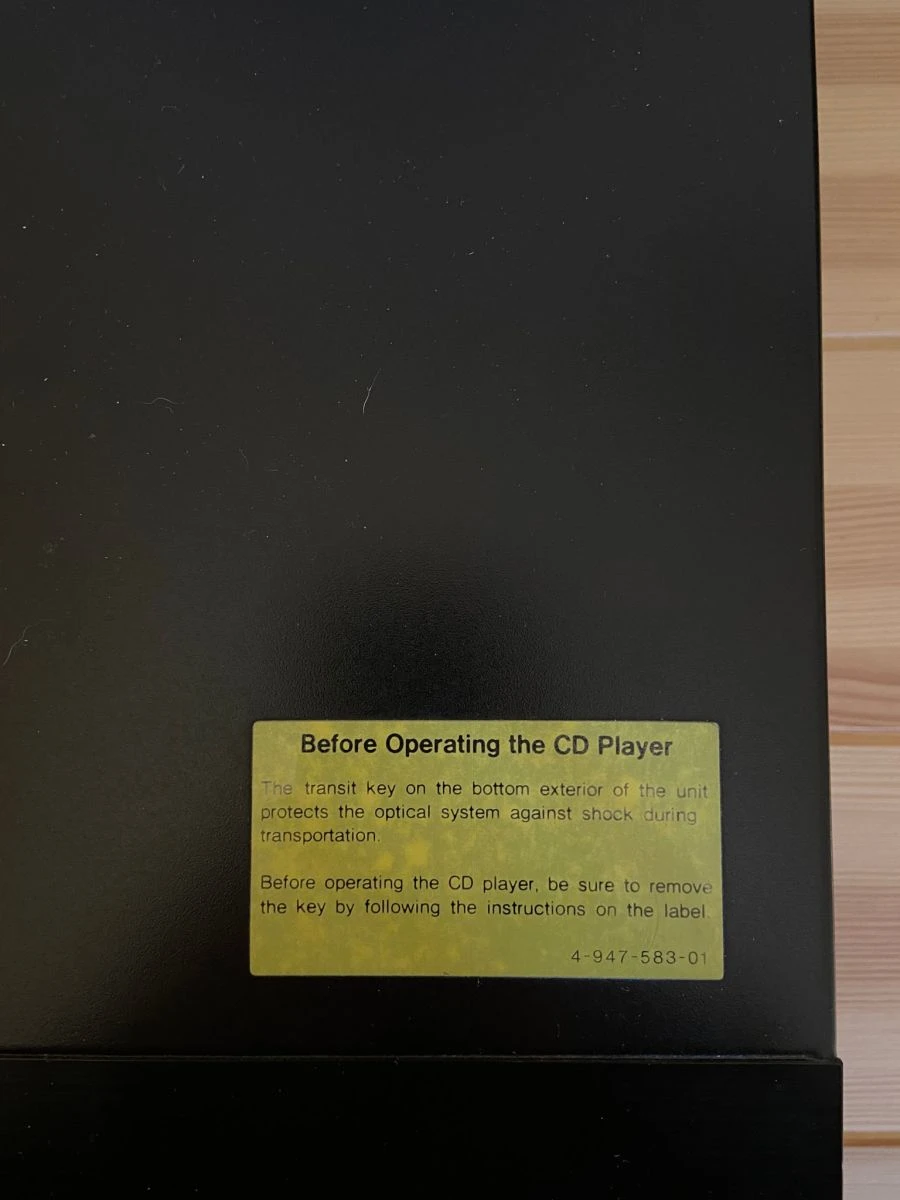 Before Operating the CD Player
The transit key on the bottom exterior of the unit
protects the optical system against shock during
transportation.
Before operating the CD player, be sure to remove
the key by following the instructions on the label.
4-947-583-01